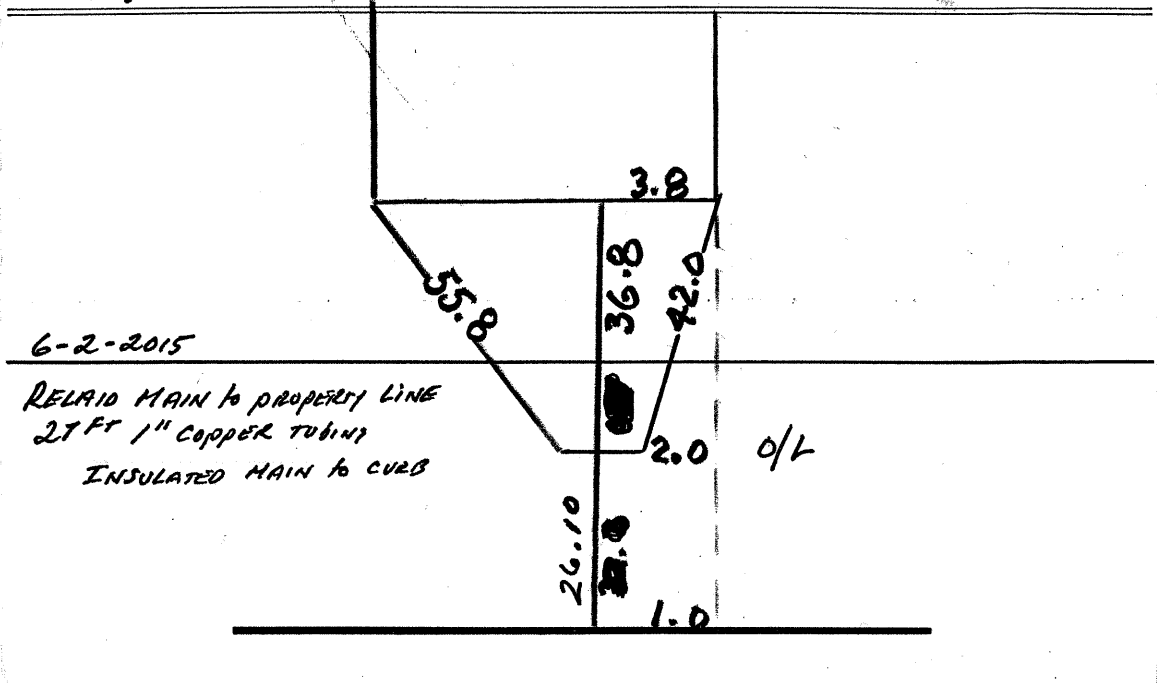 3.8
36.8
42.0
55.8
6-2-2015
RELAID MAIN to PROPERTY LINE
27 FT 1" COPPER TUBING
INSULATED MAIN to CURB
2.0 O/L
26.10
1.0